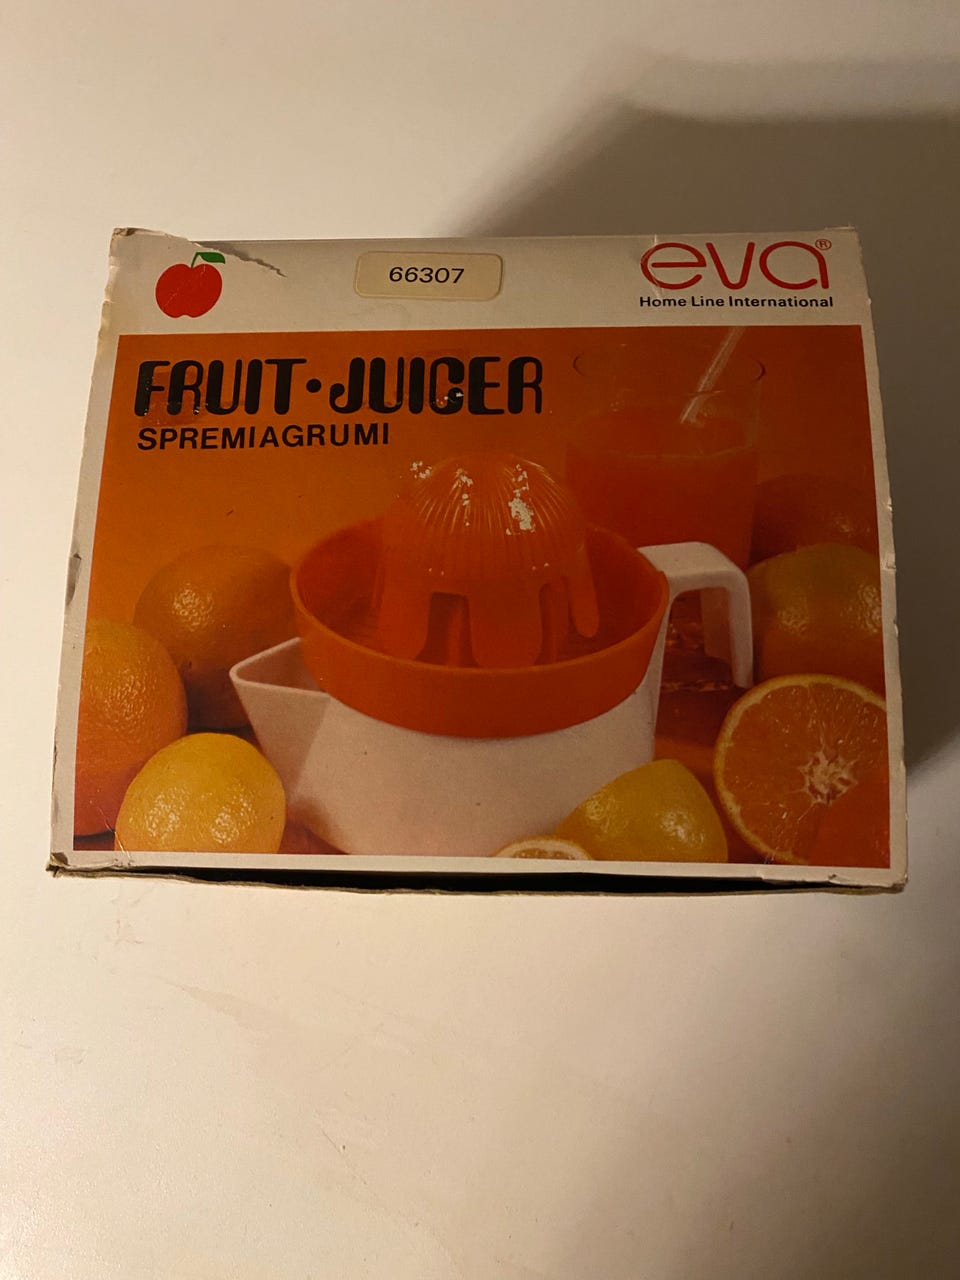 66307
eva®
Home Line International
FRUIT·JUICER
SPREMIAGRUMI